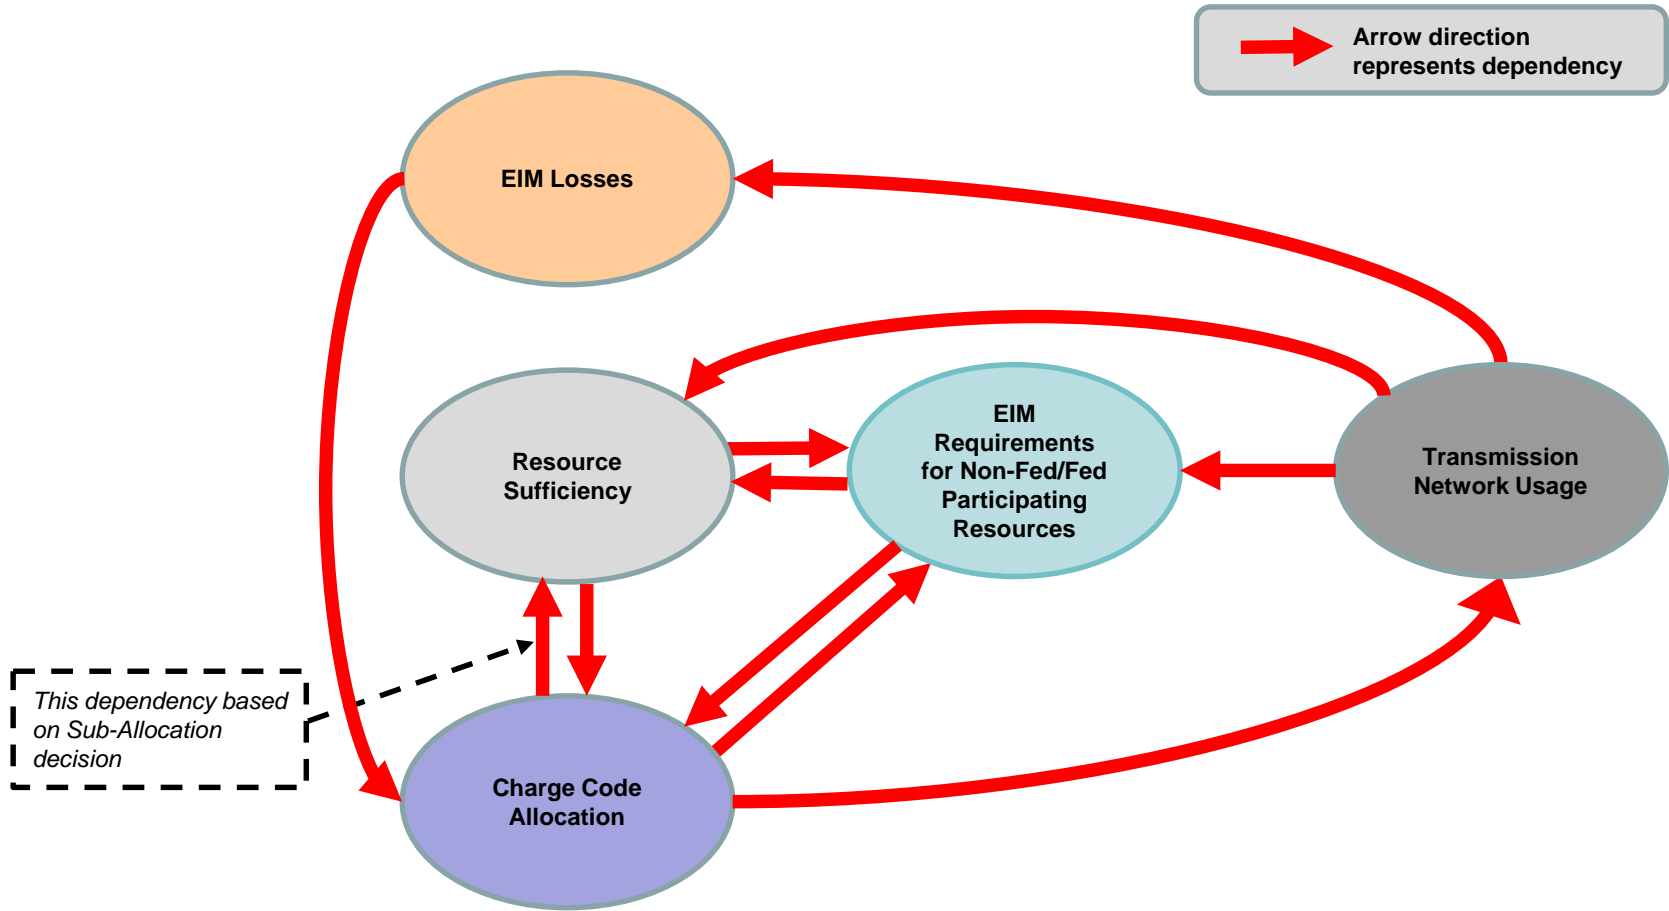 Arrow direction
represents dependency
EIM Losses
EIM
Requirements
for Non-Fed/Fed
Participating
Resources
Resource
Sufficiency
Transmission
Network Usage
This dependency based
on Sub-Allocation
decision
Charge Code
Allocation